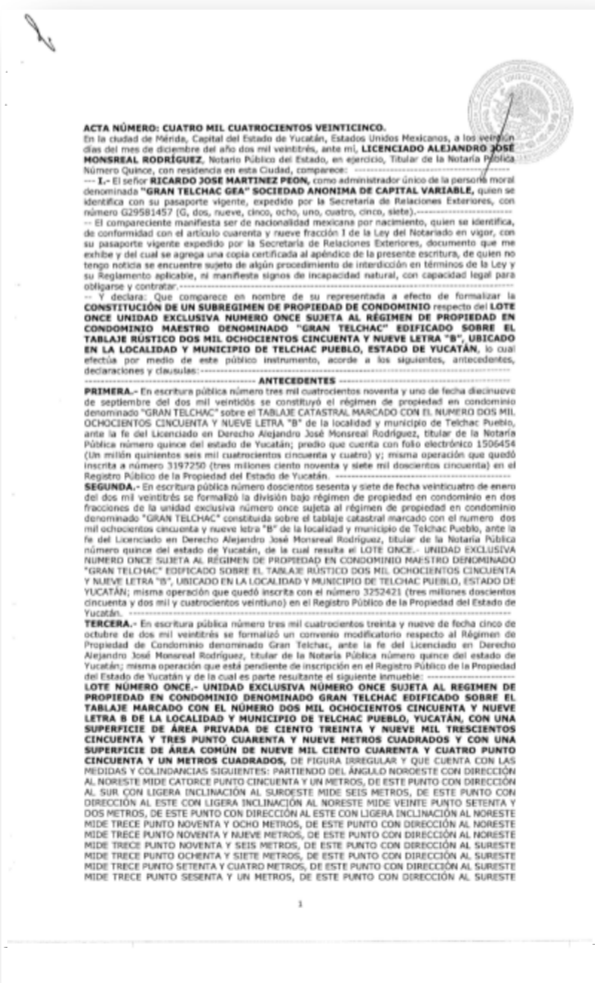 ACTA NÚMERO: CUATRO MIL CUATROCIENTOS VEINTICINCO.
En la ciudad de Mérida, Capital del Estado de Yucatán, Estados Unidos Mexicanos, a los veintiún
días del mes de diciembre del año dos mil veintitrés, ante mí, LICENCIADO ALEJANDRO JOSÉ
MONSREAL RODRÍGUEZ, Notario Público del Estado, en ejercicio, Titular de la Notaría Pública
Número Quince, con residencia en esta Ciudad, comparece: --------------------
--- I.- El señor RICARDO JOSE MARTINEZ PEON, como administrador único de la persona moral
denominada "GRAN TELCHAC GEA" SOCIEDAD ANONIMA DE CAPITAL VARIABLE, quien se
identifica con su pasaporte vigente, expedido por la Secretaría de Relaciones Exteriores, con
número G29581457 (G, dos, nueve, cinco, ocho, uno, cuatro, cinco, siete).--------------------
-- El compareciente manifiesta ser de nacionalidad mexicana por nacimiento, quien se identifica,
de conformidad con el artículo cuarenta y nueve fracción I de la Ley del Notariado en vigor, con
su pasaporte vigente expedido por la Secretaría de Relaciones Exteriores, documento que me
exhibe y del cual se agrega una copia certificada al apéndice de la presente escritura, de quien no
tengo noticia se encuentre sujeto de algún procedimiento de interdicción en términos de la Ley y
su Reglamento aplicable, ni manifiesta signos de incapacidad natural, con capacidad legal para
obligarse y contratar.--------------------
-- Y declara: Que comparece en nombre de su representada a efecto de formalizar la
CONSTITUCIÓN DE UN SUBREGIMEN DE PROPIEDAD DE CONDOMINIO respecto del LOTE
ONCE UNIDAD EXCLUSIVA NUMERO ONCE SUJETA AL RÉGIMEN DE PROPIEDAD EN
CONDOMINIO MAESTRO DENOMINADO "GRAN TELCHAC" EDIFICADO SOBRE EL
TABLAJE RÚSTICO DOS MIL OCHOCIENTOS CINCUENTA Y NUEVE LETRA "B", UBICADO
EN LA LOCALIDAD Y MUNICIPIO DE TELCHAC PUEBLO, ESTADO DE YUCATÁN, lo cual
efectúa por medio de este público instrumento, acorde a los siguientes, antecedentes,
declaraciones y clausulas:--------------------
-------------------- ANTECEDENTES --------------------
PRIMERA.- En escritura pública número tres mil cuatrocientos noventa y uno de fecha diecinueve
de septiembre del dos mil veintidós se constituyó el régimen de propiedad en condominio
denominado "GRAN TELCHAC" sobre el TABLAJE CATASTRAL MARCADO CON EL NUMERO DOS MIL
OCHOCIENTOS CINCUENTA Y NUEVE LETRA "B" de la localidad y municipio de Telchac Pueblo,
ante la fe del Licenciado en Derecho Alejandro José Monsreal Rodríguez, titular de la Notaría
Pública número quince del estado de Yucatán; predio que cuenta con folio electrónico 1506454
(Un millón quinientos seis mil cuatrocientos cincuenta y cuatro) y; misma operación que quedó
inscrita a número 3197250 (tres millones ciento noventa y siete mil doscientos cincuenta) en el
Registro Público de la Propiedad del Estado de Yucatán. --------------------
SEGUNDA.- En escritura pública número doscientos sesenta y siete de fecha veinticuatro de enero
del dos mil veintitrés se formalizó la división bajo régimen de propiedad en condominio en dos
fracciones de la unidad exclusiva número once sujeta al régimen de propiedad en condominio
denominado "GRAN TELCHAC" constituida sobre el tablaje catastral marcado con el numero dos
mil ochocientos cincuenta y nueve letra "B" de la localidad y municipio de Telchac Pueblo, ante la
fe del Licenciado en Derecho Alejandro José Monsreal Rodríguez, titular de la Notaría Pública
número quince del estado de Yucatán, de la cual resulta el LOTE ONCE.- UNIDAD EXCLUSIVA
NUMERO ONCE SUJETA AL RÉGIMEN DE PROPIEDAD EN CONDOMINIO MAESTRO DENOMINADO
"GRAN TELCHAC" EDIFICADO SOBRE EL TABLAJE RÚSTICO DOS MIL OCHOCIENTOS CINCUENTA
Y NUEVE LETRA "B", UBICADO EN LA LOCALIDAD Y MUNICIPIO DE TELCHAC PUEBLO, ESTADO DE
YUCATÁN; misma operación que quedó inscrita con el número 3252421 (tres millones doscientos
cincuenta y dos mil y cuatrocientos veintiuno) en el Registro Público de la Propiedad del Estado de
Yucatán. --------------------
TERCERA.- En escritura pública número tres mil cuatrocientos treinta y nueve de fecha cinco de
octubre de dos mil veintitrés se formalizó un convenio modificatorio respecto al Régimen de
Propiedad de Condominio denominado Gran Telchac, ante la fe del Licenciado en Derecho
Alejandro José Monsreal Rodríguez, titular de la Notaría Pública número quince del estado de
Yucatán; misma operación que está pendiente de inscripción en el Registro Público de la Propiedad
del Estado de Yucatán y de la cual es parte resultante el siguiente inmueble: --------------------
LOTE NÚMERO ONCE.- UNIDAD EXCLUSIVA NÚMERO ONCE SUJETA AL REGIMEN DE
PROPIEDAD EN CONDOMINIO DENOMINADO GRAN TELCHAC EDIFICADO SOBRE EL
TABLAJE MARCADO CON EL NÚMERO DOS MIL OCHOCIENTOS CINCUENTA Y NUEVE
LETRA B DE LA LOCALIDAD Y MUNICIPIO DE TELCHAC PUEBLO, YUCATÁN, CON UNA
SUPERFICIE DE ÁREA PRIVADA DE CIENTO TREINTA Y NUEVE MIL TRESCIENTOS
CINCUENTA Y TRES PUNTO CUARENTA Y NUEVE METROS CUADRADOS Y CON UNA
SUPERFICIE DE ÁREA COMÚN DE NUEVE MIL CIENTO CUARENTA Y CUATRO PUNTO
CINCUENTA Y UN METROS CUADRADOS, DE FIGURA IRREGULAR Y QUE CUENTA CON LAS
MEDIDAS Y COLINDANCIAS SIGUIENTES: PARTIENDO DEL ÁNGULO NOROESTE CON DIRECCIÓN
AL NORESTE MIDE CATORCE PUNTO CINCUENTA Y UN METROS, DE ESTE PUNTO CON DIRECCIÓN
AL SUR CON LIGERA INCLINACIÓN AL SUROESTE MIDE SEIS METROS, DE ESTE PUNTO CON
DIRECCIÓN AL ESTE CON LIGERA INCLINACIÓN AL NORESTE MIDE VEINTE PUNTO SETENTA Y
DOS METROS, DE ESTE PUNTO CON DIRECCIÓN AL ESTE CON LIGERA INCLINACIÓN AL NORESTE
MIDE TRECE PUNTO NOVENTA Y OCHO METROS, DE ESTE PUNTO CON DIRECCIÓN AL NORESTE
MIDE TRECE PUNTO NOVENTA Y NUEVE METROS, DE ESTE PUNTO CON DIRECCIÓN AL NORESTE
MIDE TRECE PUNTO NOVENTA Y SEIS METROS, DE ESTE PUNTO CON DIRECCIÓN AL SURESTE
MIDE TRECE PUNTO OCHENTA Y SIETE METROS, DE ESTE PUNTO CON DIRECCIÓN AL SURESTE
MIDE TRECE PUNTO SETENTA Y CUATRO METROS, DE ESTE PUNTO CON DIRECCIÓN AL SURESTE
MIDE TRECE PUNTO SESENTA Y UN METROS, DE ESTE PUNTO CON DIRECCIÓN AL SURESTE
1